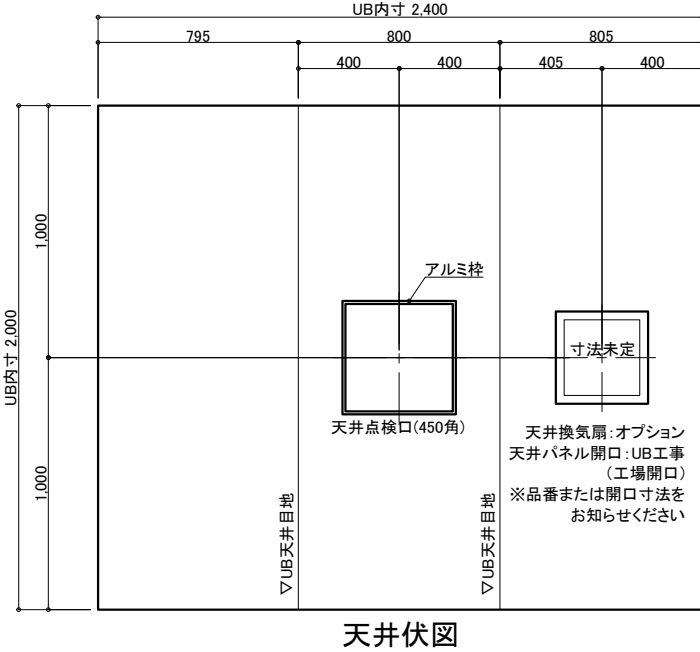 UB内寸 2,400
795
800
805
400
400
405
400
UB内寸 2,000
1,000
1,000
アルミ枠
寸法未定
天井点検口(450角)
天井換気扇:オプション
天井パネル開口:UB工事
(工場開口)
※品番または開口寸法を
お知らせください
▽UB天井目地
▽UB天井目地
天井伏図